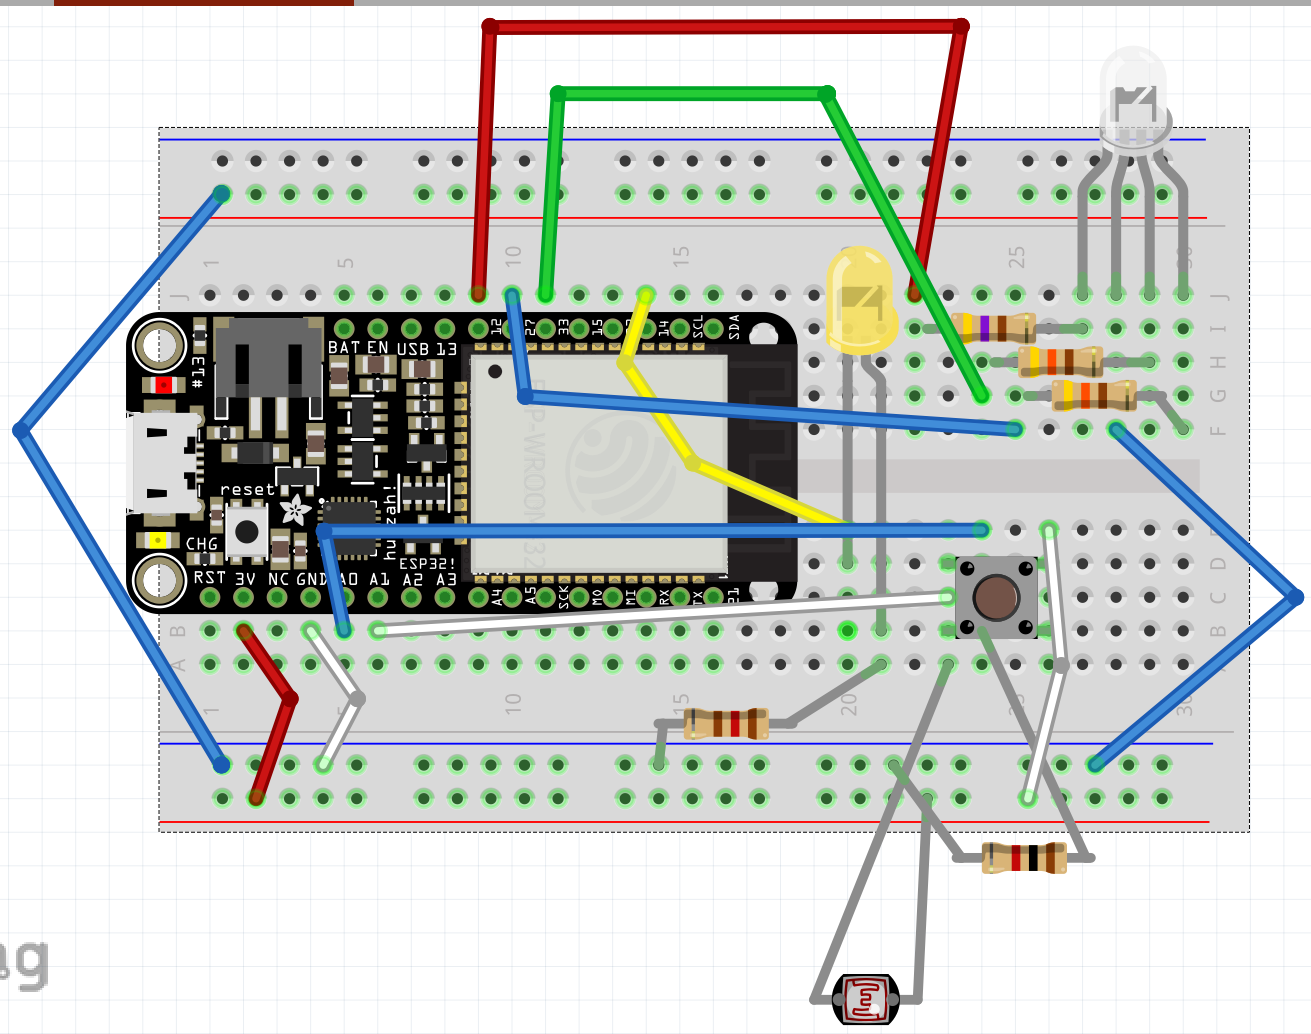 1 5 10 15 20 25 30
J J
I
H
G
F
#13
BAT EN USB 13
12 27 33 15 32 14 SCL SDA
ESP-WROOM-32
reset
huzzah!
CHG
ESP32!
RST 3V NC GND A0 A1 A2 A3 A4 A5 SCK MO MI RX TX 21
E
D
C
B B
A
1 5 10 15 20 25 30
ng